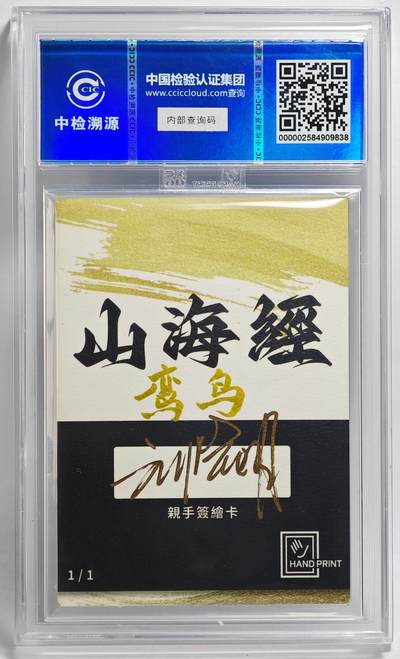 CIC
中检溯源
中国检验认证集团
www.cciccloud.com查询
内部查询码
000002584909838
山海經
鸾鸟
親手簽繪卡
HAND PRINT
1/1